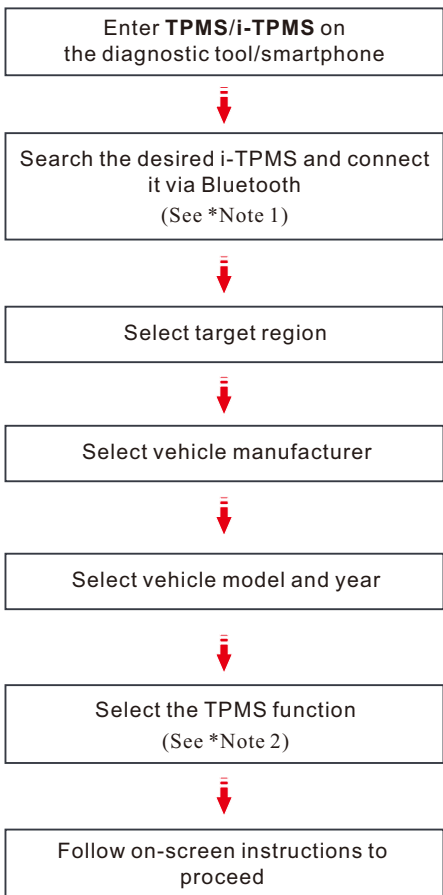 Enter TPMS/i-TPMS on
the diagnostic tool/smartphone
Search the desired i-TPMS and connect
it via Bluetooth
(See *Note 1)
Select target region
Select vehicle manufacturer
Select vehicle model and year
Select the TPMS function
(See *Note 2)
Follow on-screen instructions to
proceed